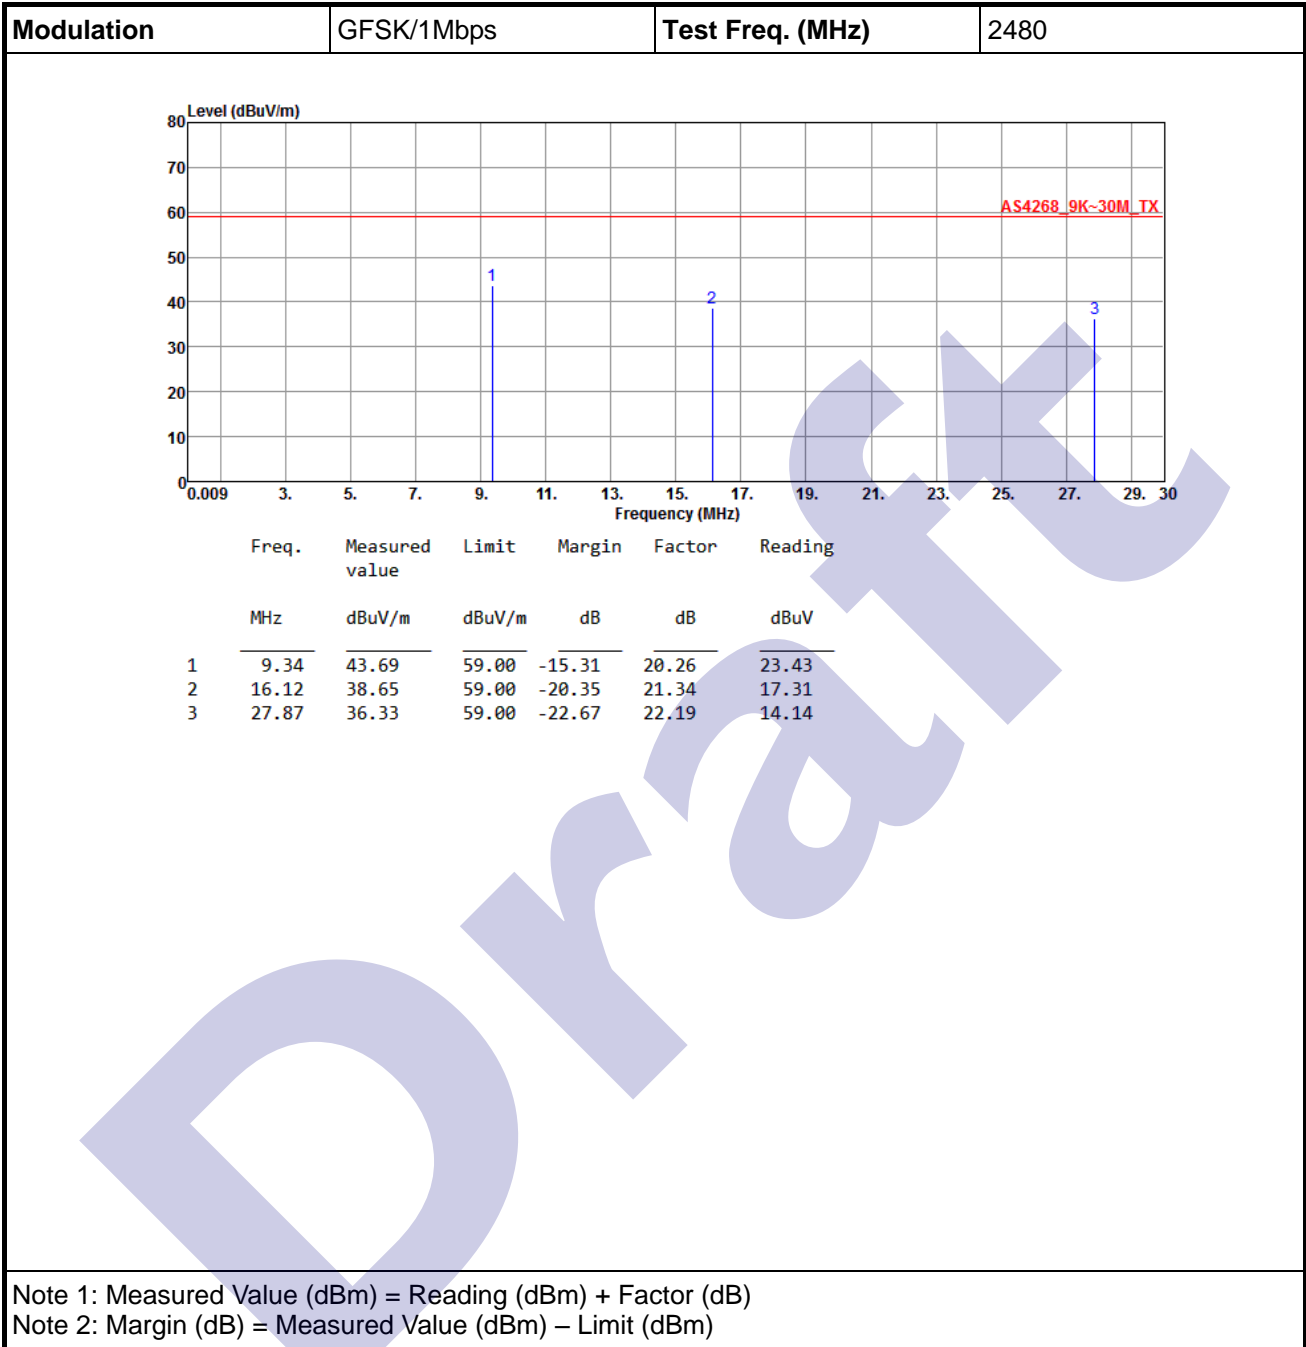 Modulation GFSK/1Mbps Test Freq. (MHz) 2480
Level (dBuV/m)
80
70
AS4268_9K~30M_TX
60
50
1
2
40
3
30
20
10
0
0.009 3. 5. 7. 9. 11. 13. 15. 17. 19. 21. 23. 25. 27. 29. 30
Frequency (MHz)
Freq. Measured Limit Margin Factor Reading
value
MHz dBuV/m dBuV/m dB dB dBuV
1 9.34 43.69 59.00 -15.31 20.26 23.43
2 16.12 38.65 59.00 -20.35 21.34 17.31
3 27.87 36.33 59.00 -22.67 22.19 14.14
Draft
Note 1: Measured Value (dBm) = Reading (dBm) + Factor (dB)
Note 2: Margin (dB) = Measured Value (dBm) – Limit (dBm)